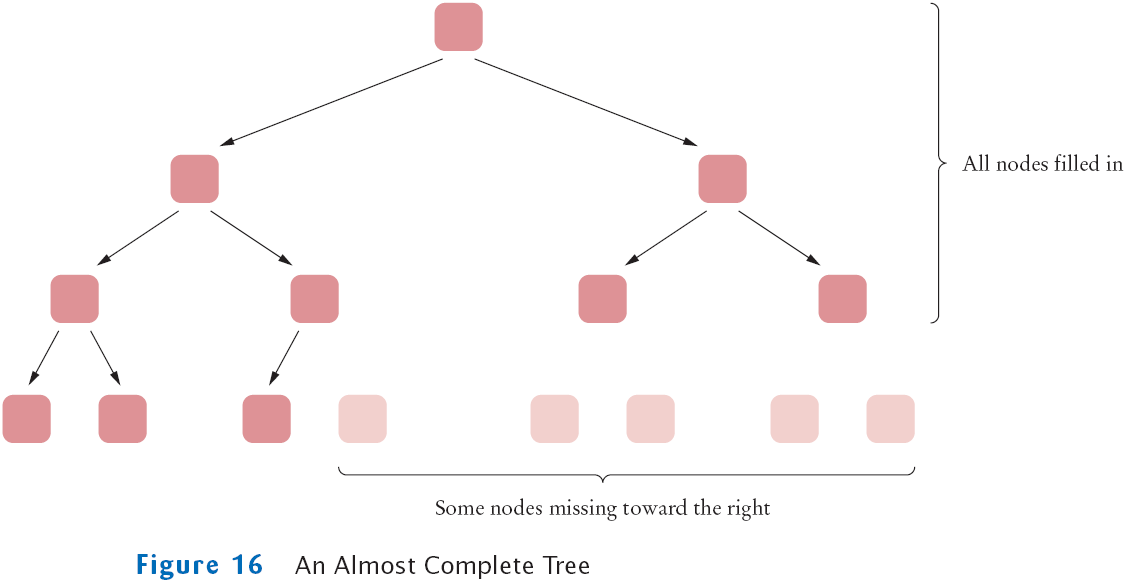 All nodes filled in
Some nodes missing toward the right
Figure 16 An Almost Complete Tree